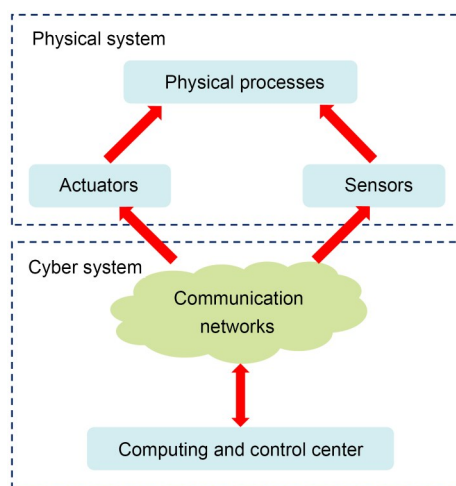 Physical system
Physical processes
Actuators
Sensors
Cyber system
Communication
networks
Computing and control center